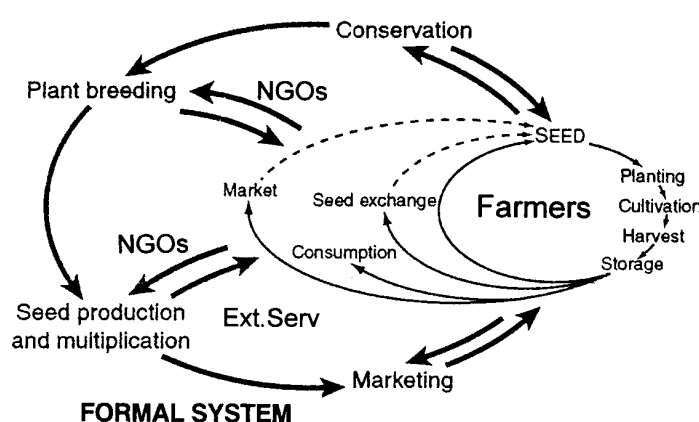 Conservation
Plant breeding
NGOs
SEED
Planting
Market
Seed exchange
Farmers
Cultivation
Harvest
NGOs
Consumption
Storage
Seed production
and multiplication
Ext.Serv
Marketing
FORMAL SYSTEM